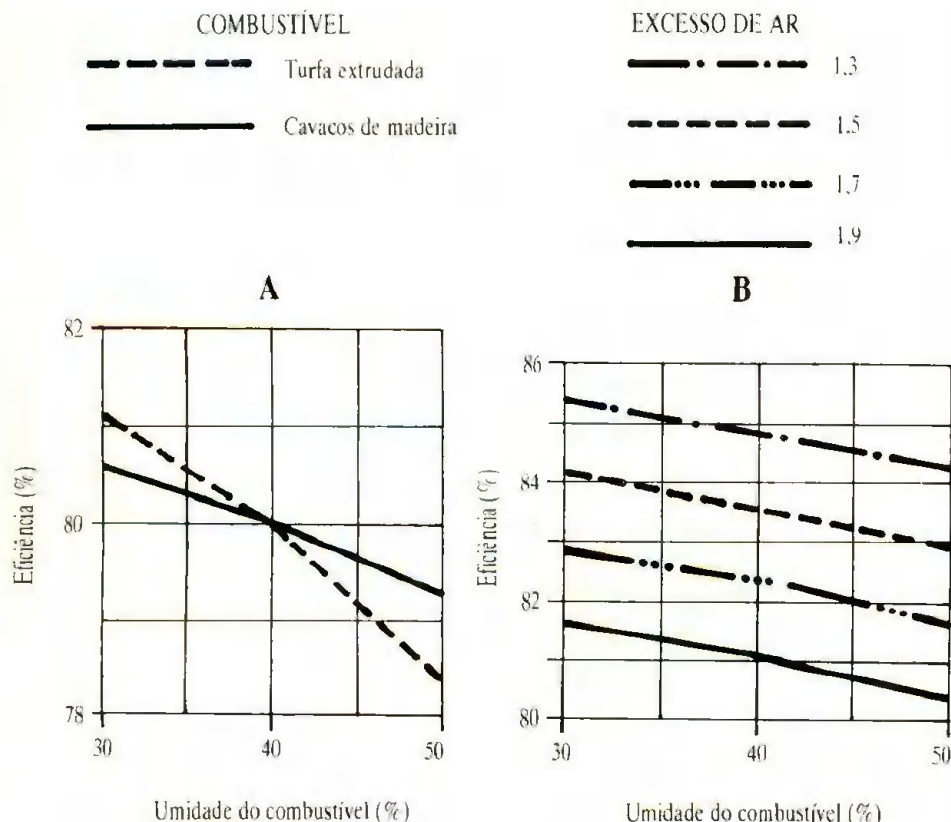 COMBUSTÍVEL
Turfa extrudada
Cavacos de madeira
EXCESSO DE AR
1.3
1.5
1.7
1.9
A
82
80
78
30 40 50
Eficiência (%)
Umidade do combustível (%)
B
86
84
82
80
30 40 50
Eficiência (%)
Umidade do combustível (%)